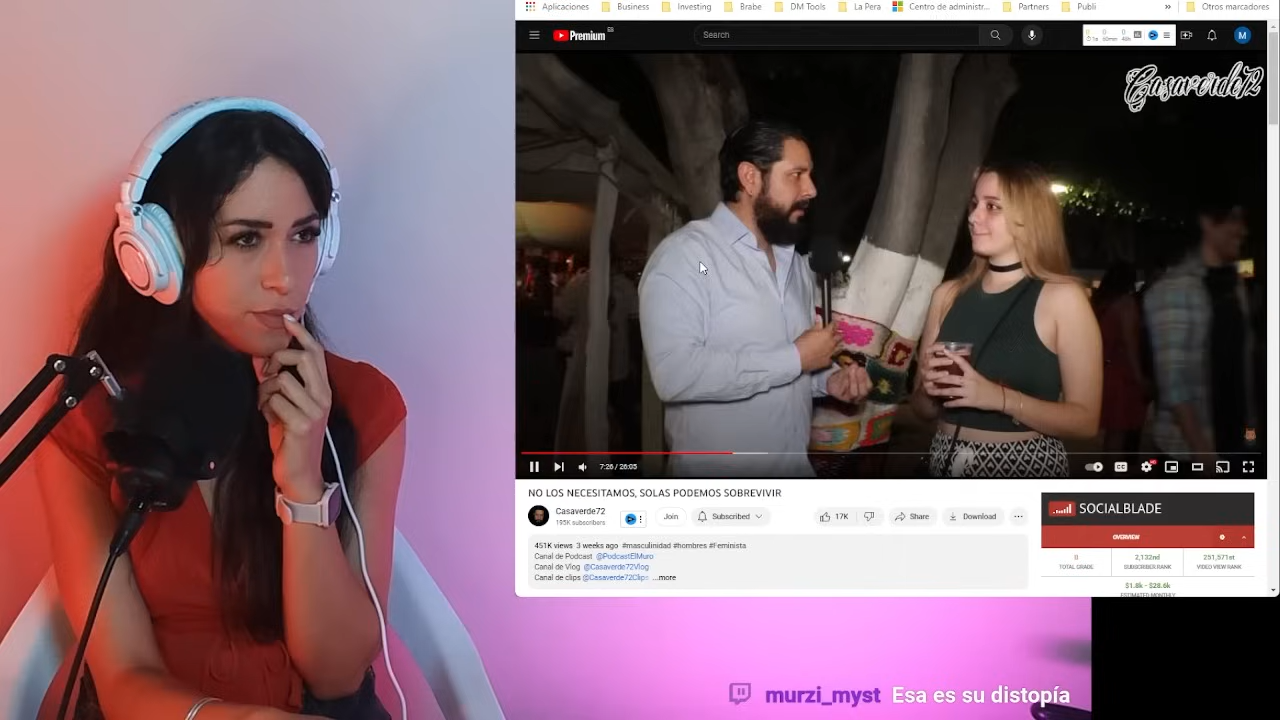 Aplicaciones Business Investing Brabe DM Tools La Pera Centro de administr... Partners Publi » Otros marcadores
Premium ES
Search
M
Casaverde72
7:26 / 26:05
NO LOS NECESITAMOS, SOLAS PODEMOS SOBREVIVIR
Casaverde72
195K subscribers
Join Subscribed 17K Share Download ...
451K views 3 weeks ago #masculinidad #hombres #Feminista
Canal de Podcast @PodcastElMuro
Canal de Vlog @Casaverde72Vlog
Canal de clips @Casaverde72Clips ...more
SOCIALBLADE
OVERVIEW
B 2,132nd 251,571st
TOTAL GRADE SUBSCRIBER RANK VIDEO VIEW RANK
$1.8k - $28.6k
ESTIMATED MONTHLY
murzi_myst Esa es su distopía